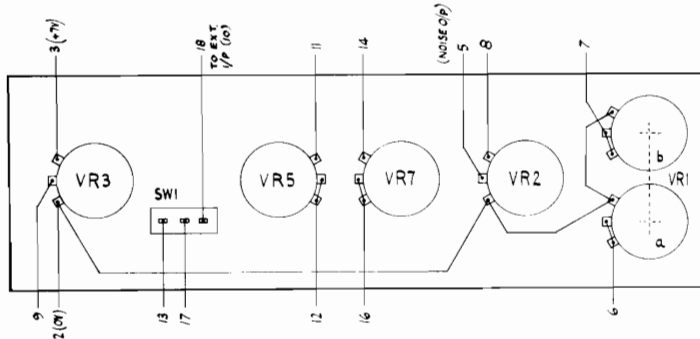 3 (+7V)
18
TO EXT.
I/P (10)
11
14
(NOISE O/P)
5
8
7
VR3
SW1
VR5
VR7
VR2
b
VR1
a
9
2 (0V)
13
17
12
16
6